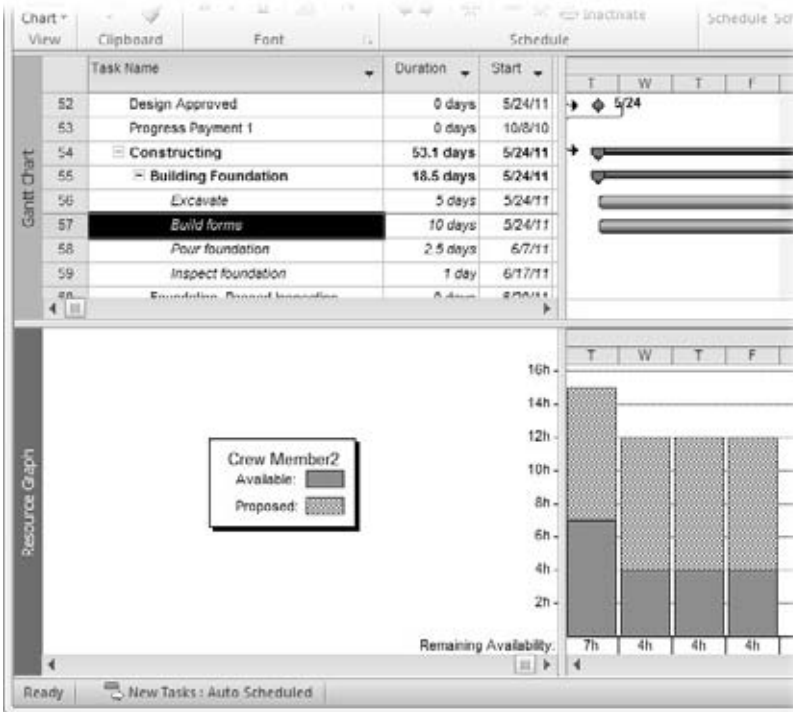 Chart
Inactivate
Schedule
View Clipboard Font Schedule
Task Name Duration Start
T W T F
52 Design Approved 0 days 5/24/11 5/24
53 Progress Payment 1 0 days 10/8/10
54 Constructing 53.1 days 5/24/11
55 Building Foundation 18.5 days 5/24/11
56 Excavate 5 days 5/24/11
57 Build forms 10 days 5/24/11
58 Pour foundation 2.5 days 6/7/11
59 Inspect foundation 1 day 6/17/11
Gantt Chart
T W T F
16h
14h
12h
10h
8h
6h
4h
2h
Crew Member2
Available:
Proposed:
Resource Graph
Remaining Availability: 7h 4h 4h 4h
Ready New Tasks : Auto Scheduled